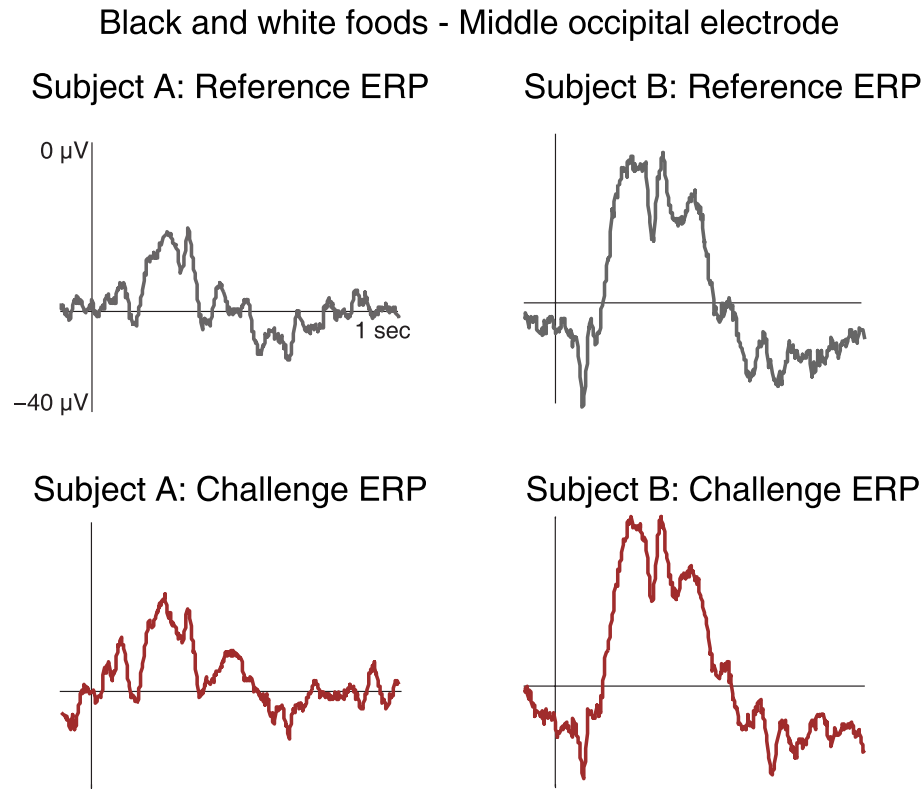 Black and white foods - Middle occipital electrode
Subject A: Reference ERP
Subject B: Reference ERP
0 µV
1 sec
−40 µV
Subject A: Challenge ERP
Subject B: Challenge ERP